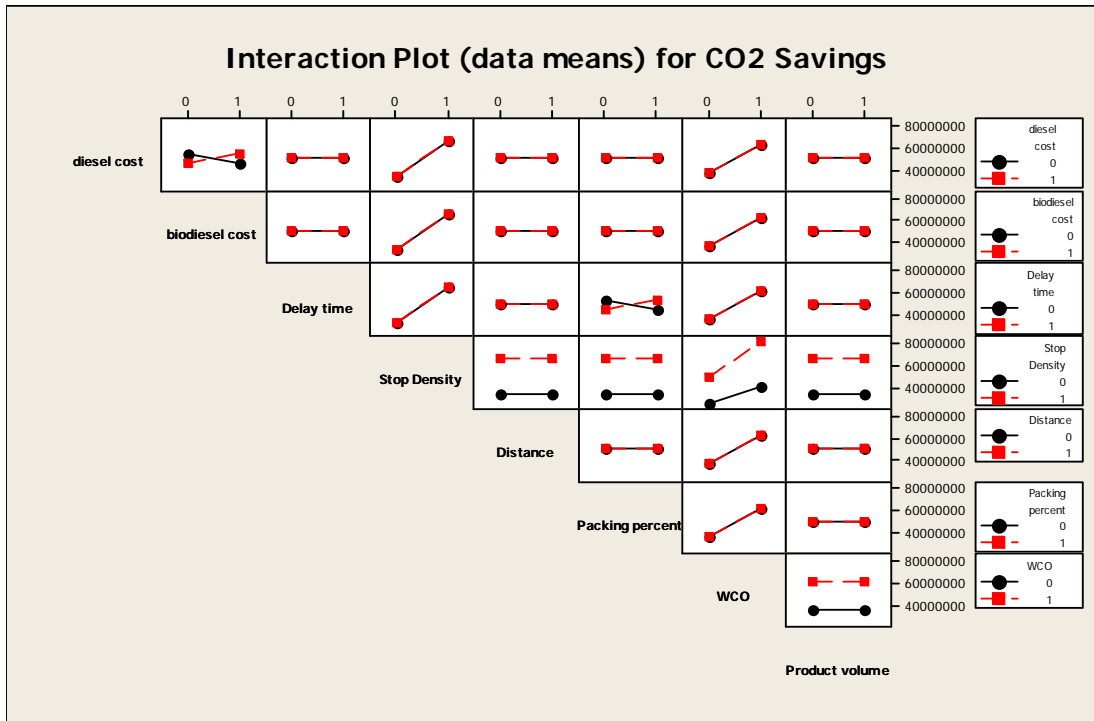 Interaction Plot (data means) for CO2 Savings
0 1 0 1 0 1 0 1 0 1 0 1 0 1
diesel cost
80000000
60000000
40000000
diesel
cost
0
1
biodiesel cost
80000000
60000000
40000000
biodiesel
cost
0
1
Delay time
80000000
60000000
40000000
Delay
time
0
1
Stop Density
80000000
60000000
40000000
Stop
Density
0
1
Distance
80000000
60000000
40000000
Distance
0
1
Packing percent
80000000
60000000
40000000
Packing
percent
0
1
WCO
80000000
60000000
40000000
WCO
0
1
Product volume